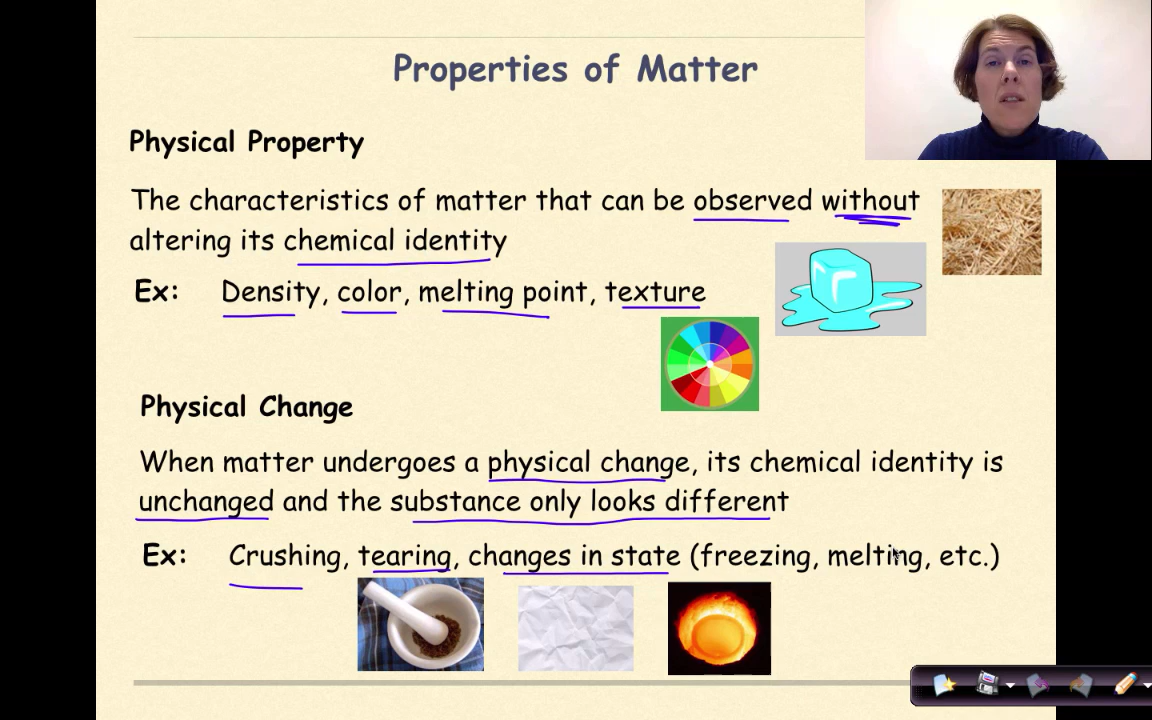 Properties of Matter
Physical Property
The characteristics of matter that can be observed without
altering its chemical identity
Ex: Density, color, melting point, texture
Physical Change
When matter undergoes a physical change, its chemical identity is
unchanged and the substance only looks different
Ex: Crushing, tearing, changes in state (freezing, melting, etc.)